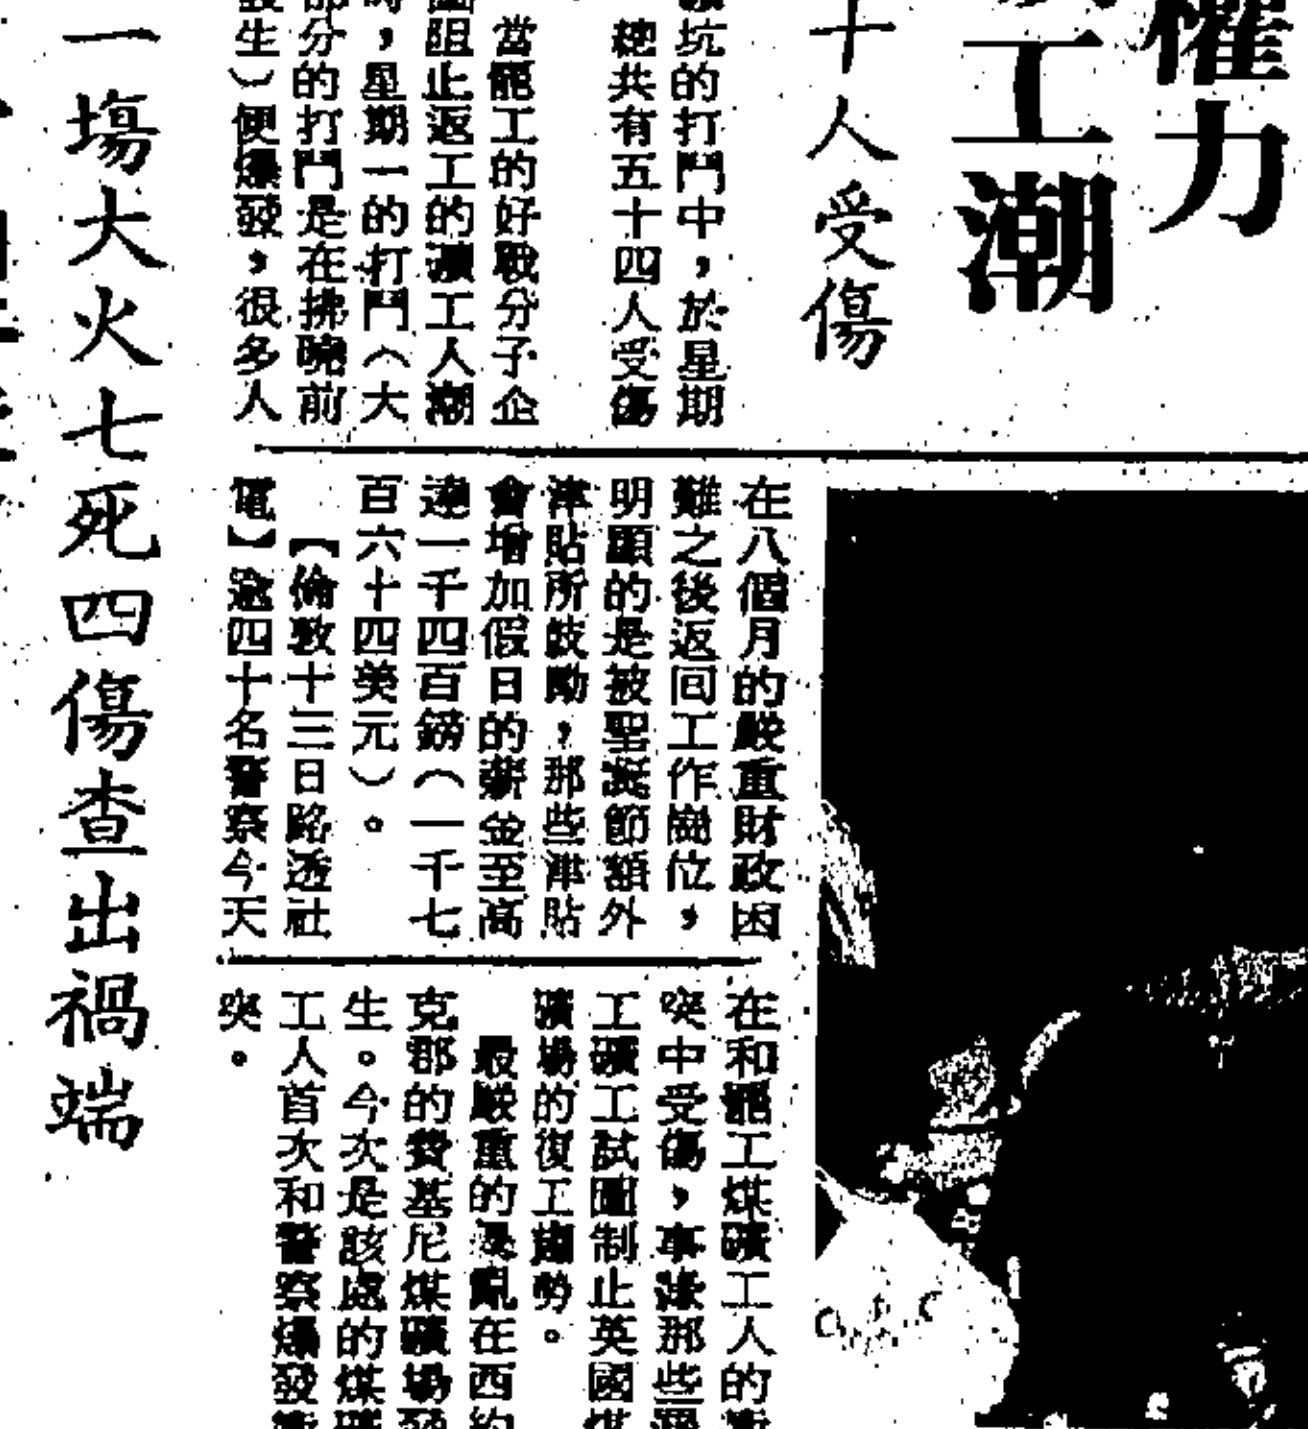 力
工潮
十人受傷
坑的打鬥中，於星期
總共有五十四人受傷
當罷工的好戰分子企
圖阻止返工的礦工人潮
時，星期一的打鬥（大
部分的打鬥是在拂曉前
發生）便爆發，很多人
在八個月的嚴重財政困
難之後返回工作崗位，
明顯的是被聖誕節額外
津貼所鼓勵，那些津貼
會增加假日的薪金至高
達一千四百鎊（一千七
百六十四美元）。
【倫敦十三日路透社
電】逾四十名警察今天
在和罷工煤礦工人的衝
突中受傷，事緣那些罷
工礦工試圖制止英國煤
礦場的復工趨勢。
最嚴重的暴亂在西約
克郡的費基尼煤礦場發
生。今次是該處的煤礦
工人首次和警察爆發衝
突。
一場大火七死四傷查出禍端